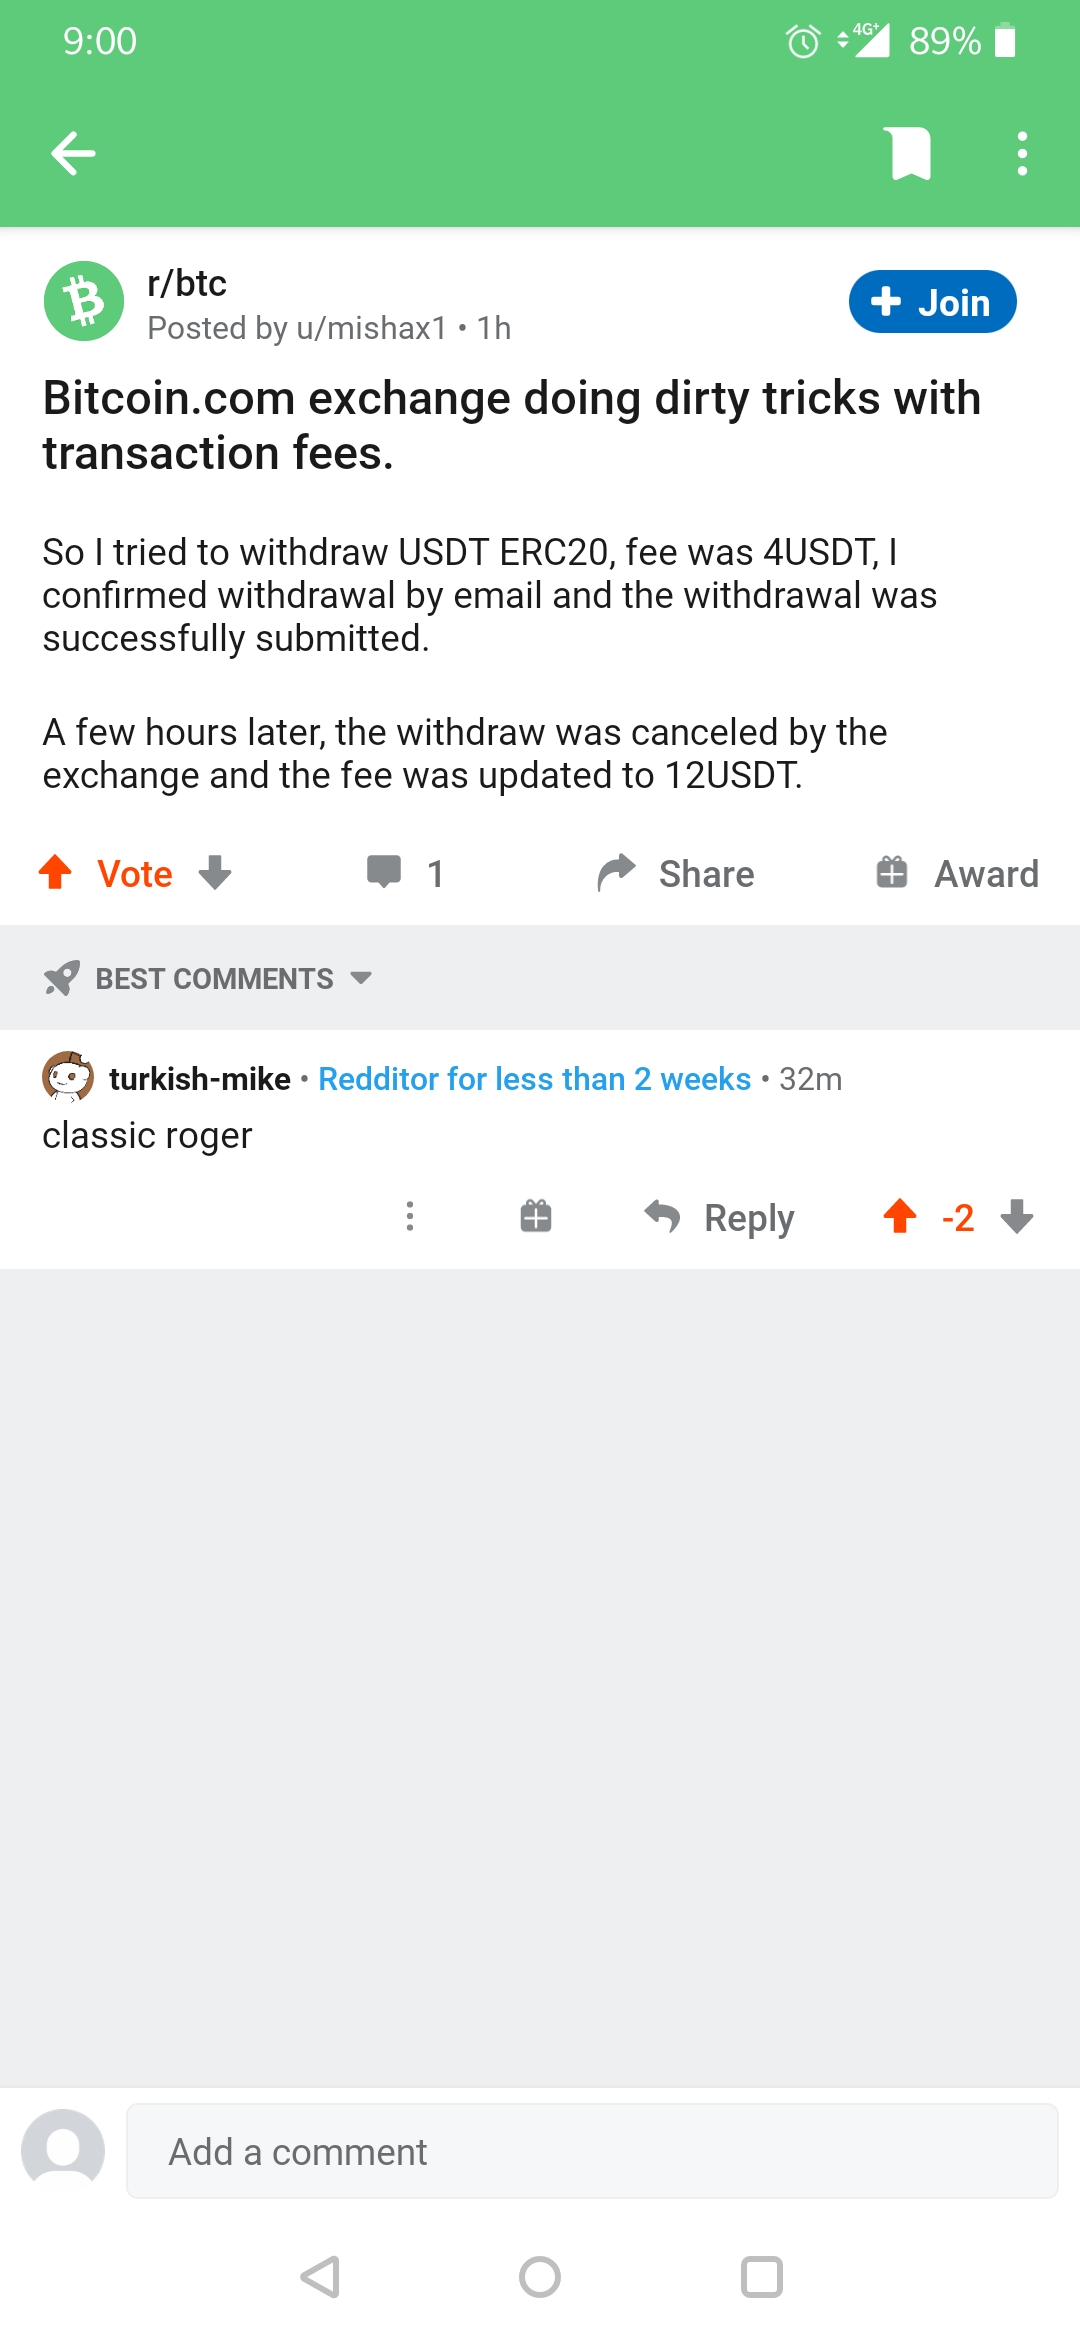 9:00
4G+ 89%
r/btc
Posted by u/mishax1 • 1h
Join
Bitcoin.com exchange doing dirty tricks with
transaction fees.
So I tried to withdraw USDT ERC20, fee was 4USDT, I
confirmed withdrawal by email and the withdrawal was
successfully submitted.
A few hours later, the withdraw was canceled by the
exchange and the fee was updated to 12USDT.
Vote 1 Share Award
BEST COMMENTS
turkish-mike • Redditor for less than 2 weeks • 32m
classic roger
Reply -2
Add a comment